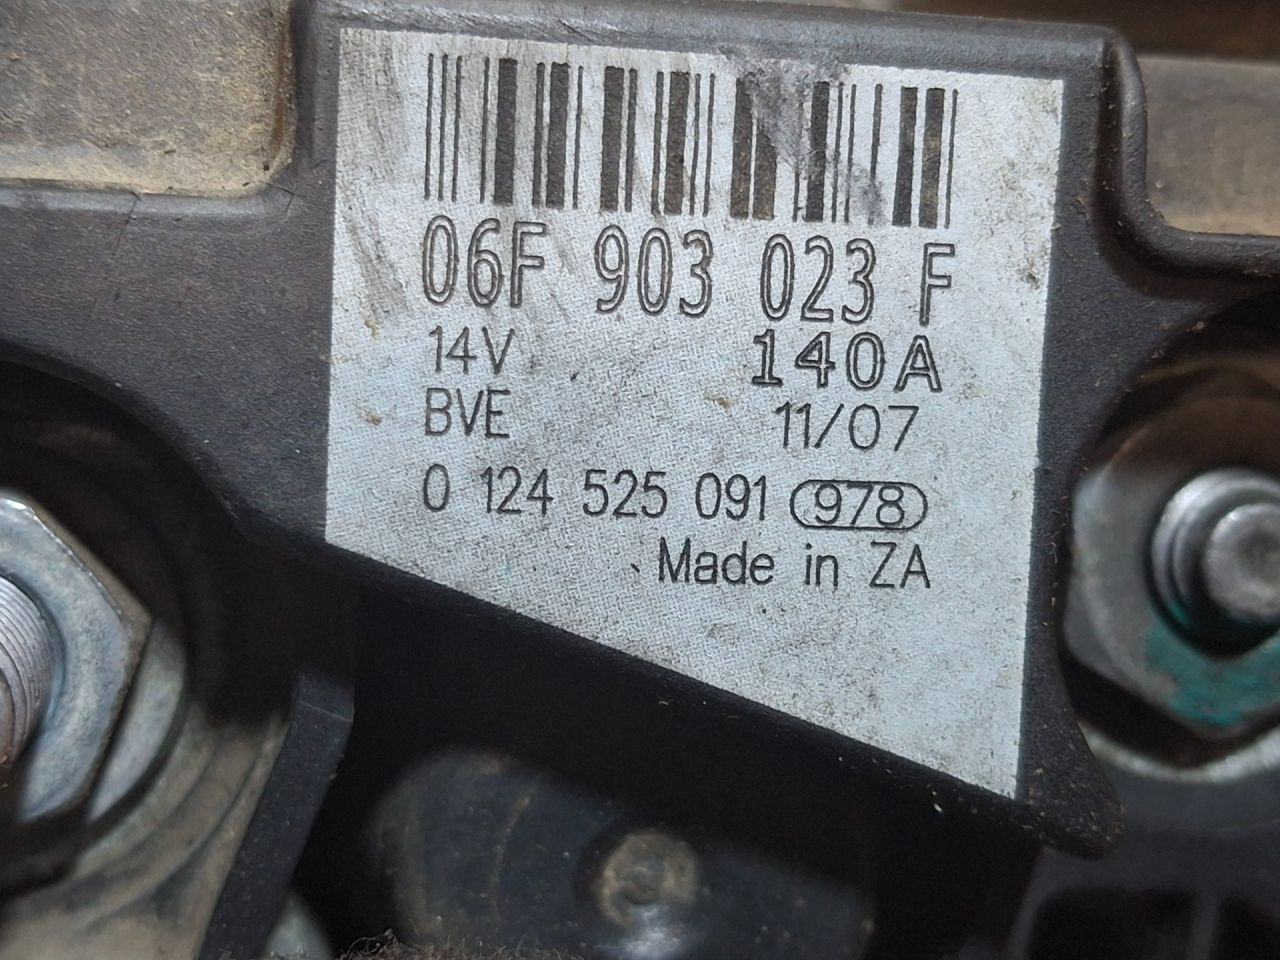 06F 903 023 F
14V 140A
BVE 11/07
0 124 525 091 978
Made in ZA